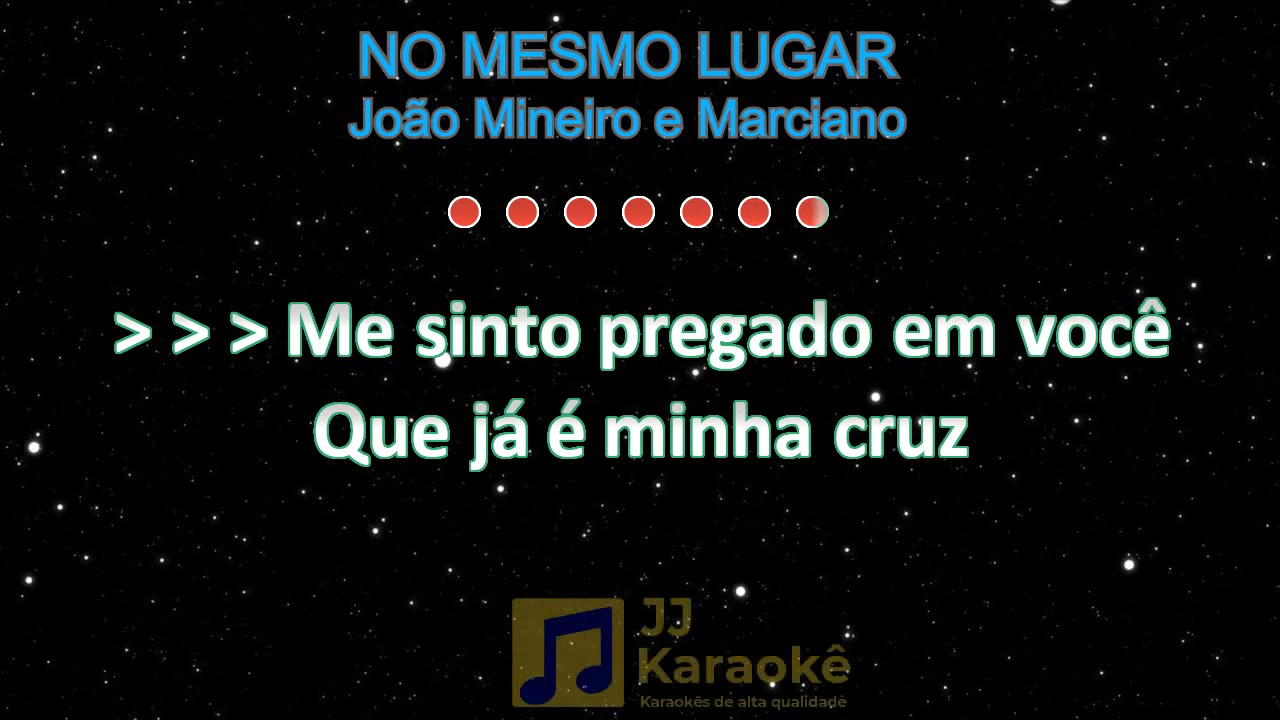 NO MESMO LUGAR
João Mineiro e Marciano
> > > Me sinto pregado em você
Que já é minha cruz
JJ
Karaokê
Karaokês de alta qualidade